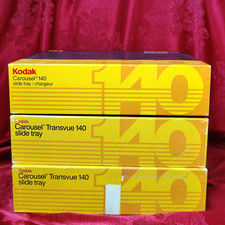 Kodak
Carousel 140
slide tray / chargeur
140
Kodak
Carousel Transvue 140
slide tray
140
Kodak
Carousel Transvue 140
slide tray
140